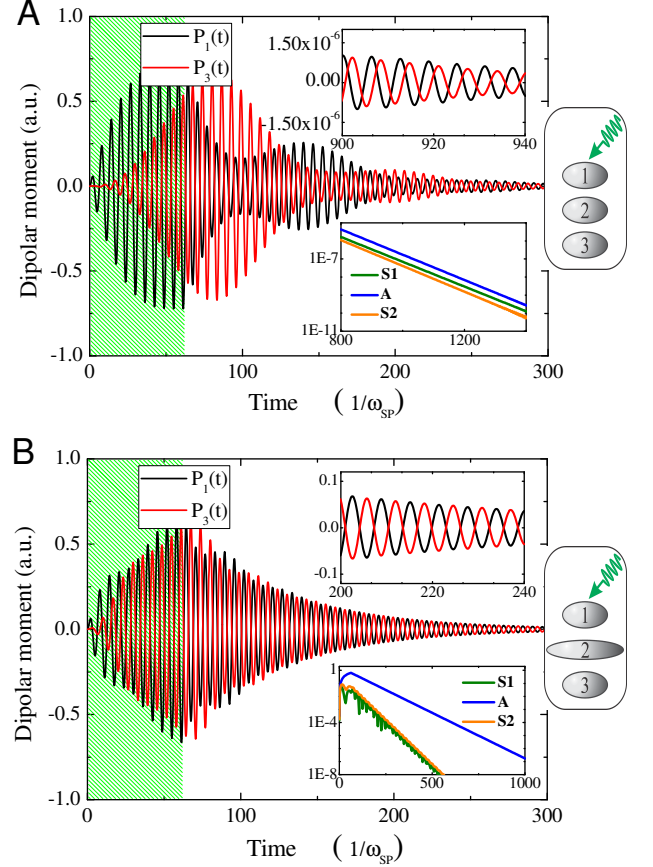 A
1.0
0.5
0.0
-0.5
-1.0
Dipolar moment (a.u.)
P1(t)
P3(t)
1.50x10^-6
0.00
-1.50x10^-6
900 910 920 930 940
1E-7
1E-11
800 1200
S1
A
S2
0 100 200 300
Time ( 1/ωSP)
1
2
3
B
1.0
0.5
0.0
-0.5
-1.0
Dipolar moment (a.u.)
P1(t)
P3(t)
0.1
0.0
-0.1
200 210 220 230 240
1
1E-4
1E-8
0 500 1000
S1
A
S2
0 100 200 300
Time ( 1/ωSP)
1
2
3